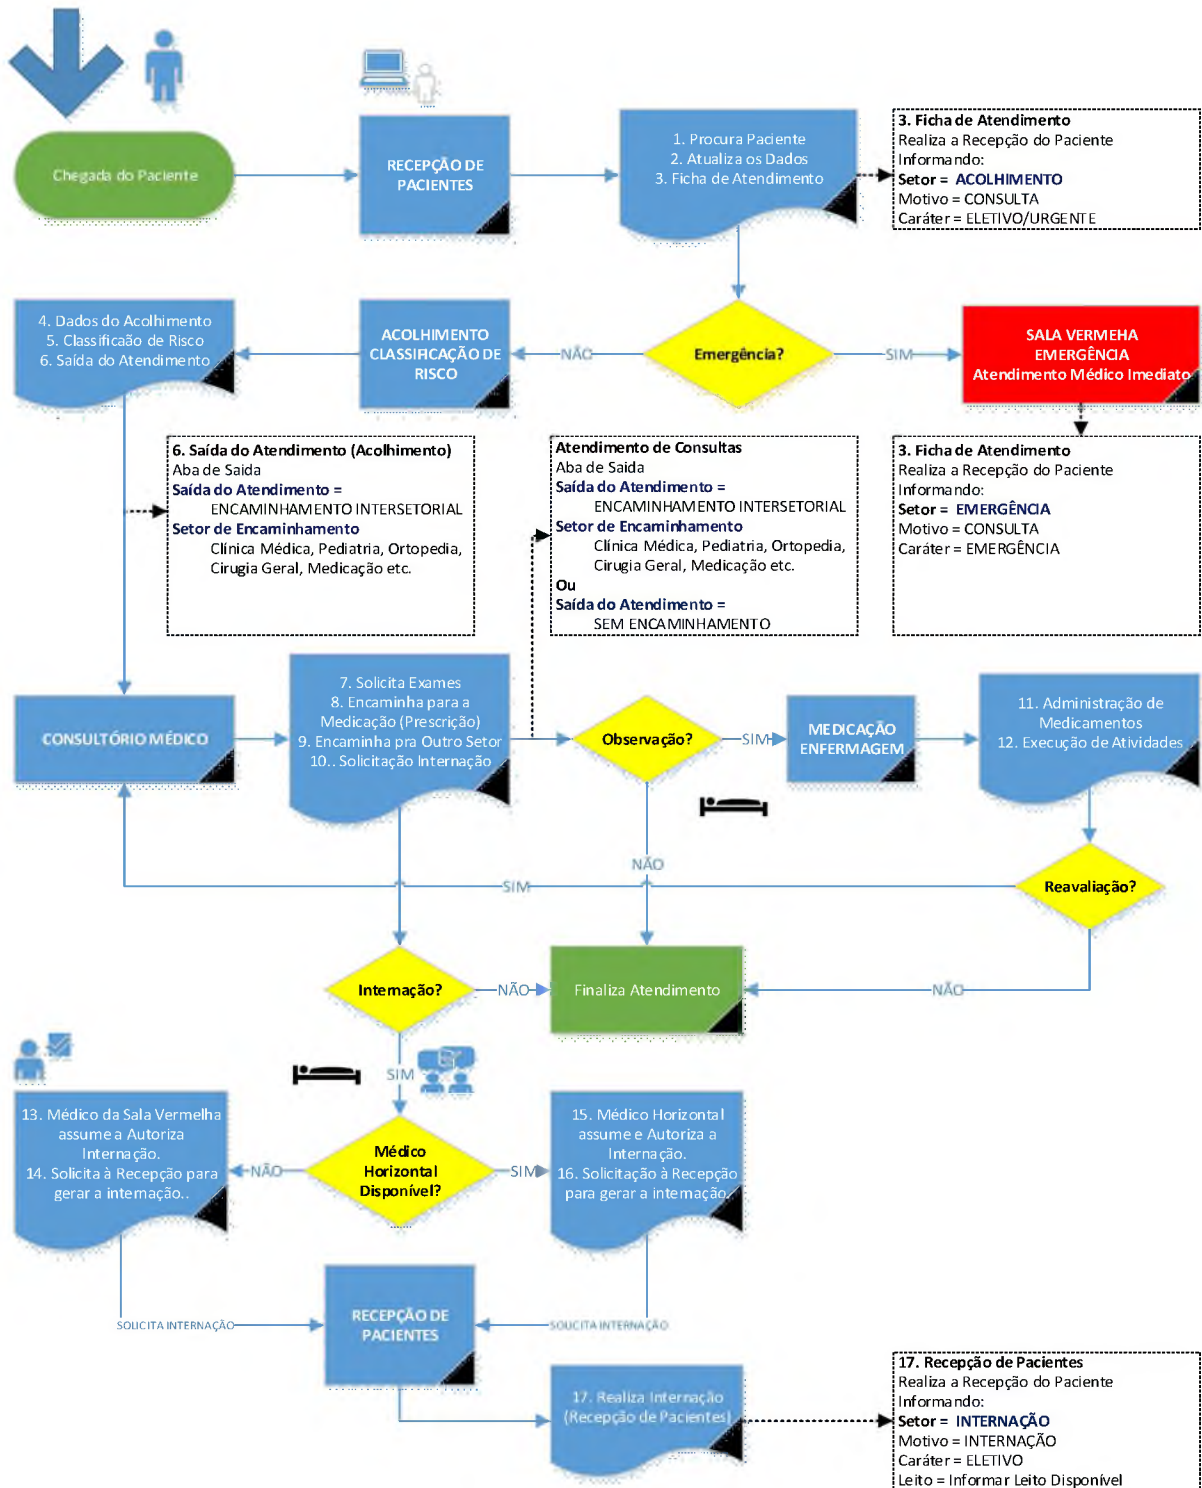 Chegada do Paciente
RECEPÇÃO DE
PACIENTES
1. Procura Paciente
2. Atualiza os Dados
3. Ficha de Atendimento
3. Ficha de Atendimento
Realiza a Recepção do Paciente
Informando:
Setor = ACOLHIMENTO
Motivo = CONSULTA
Caráter = ELETIVO/URGENTE
4. Dados do Acolhimento
5. Classificaão de Risco
6. Saída do Atendimento
ACOLHIMENTO
CLASSIFICAÇÃO DE
RISCO
NÃO
Emergência?
SIM
SALA VERMEHA
EMERGÊNCIA
Atendimento Médico Imediato
6. Saída do Atendimento (Acolhimento)
Aba de Saida
Saída do Atendimento =
ENCAMINHAMENTO INTERSETORIAL
Setor de Encaminhamento
Clínica Médica, Pediatria, Ortopedia,
Cirugia Geral, Medicação etc.
Atendimento de Consultas
Aba de Saida
Saída do Atendimento =
ENCAMINHAMENTO INTERSETORIAL
Setor de Encaminhamento
Clínica Médica, Pediatria, Ortopedia,
Cirugia Geral, Medicação etc.
Ou
Saída do Atendimento =
SEM ENCAMINHAMENTO
3. Ficha de Atendimento
Realiza a Recepção do Paciente
Informando:
Setor = EMERGÊNCIA
Motivo = CONSULTA
Caráter = EMERGÊNCIA
CONSULTÓRIO MÉDICO
7. Solicita Exames
8. Encaminha para a
Medicação (Prescrição)
9. Encaminha pra Outro Setor
10.. Solicitação Internação
Observação?
SIM
MEDICAÇÃO
ENFERMAGEM
11. Administração de
Medicamentos
12. Execução de Atividades
NÃO
SIM
Reavaliação?
Internação?
NÃO
Finaliza Atendimento
NÃO
SIM
13. Médico da Sala Vermelha
assume a Autoriza
Internação.
14. Solicita à Recepção para
gerar a internação..
NÃO
Médico
Horizontal
Disponível?
SIM
15. Médico Horizontal
assume e Autoriza a
Internação.
16. Solicitação à Recepção
para gerar a internação.
SOLICITA INTERNAÇÃO
RECEPÇÃO DE
PACIENTES
SOLICITA INTERNAÇÃO
17. Realiza Internação
(Recepção de Pacientes)
17. Recepção de Pacientes
Realiza a Recepção do Paciente
Informando:
Setor = INTERNAÇÃO
Motivo = INTERNAÇÃO
Caráter = ELETIVO
Leito = Informar Leito Disponível